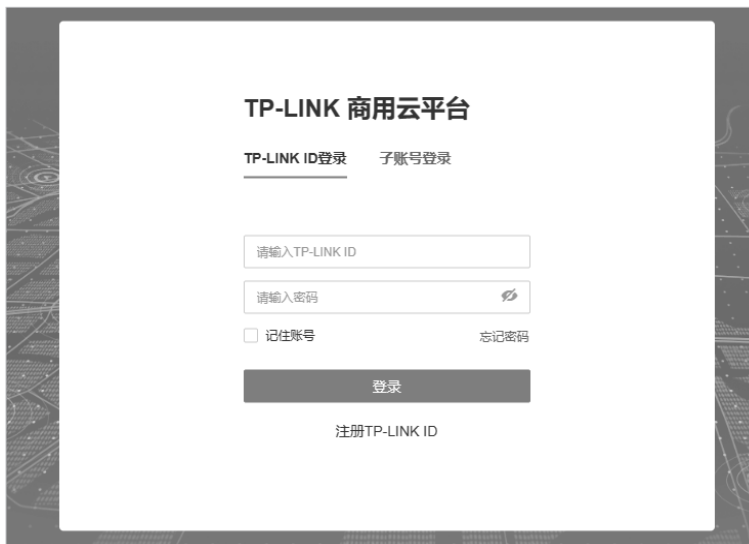 TP-LINK 商用云平台
TP-LINK ID登录 子账号登录
请输入TP-LINK ID
请输入密码
记住账号 忘记密码
登录
注册TP-LINK ID